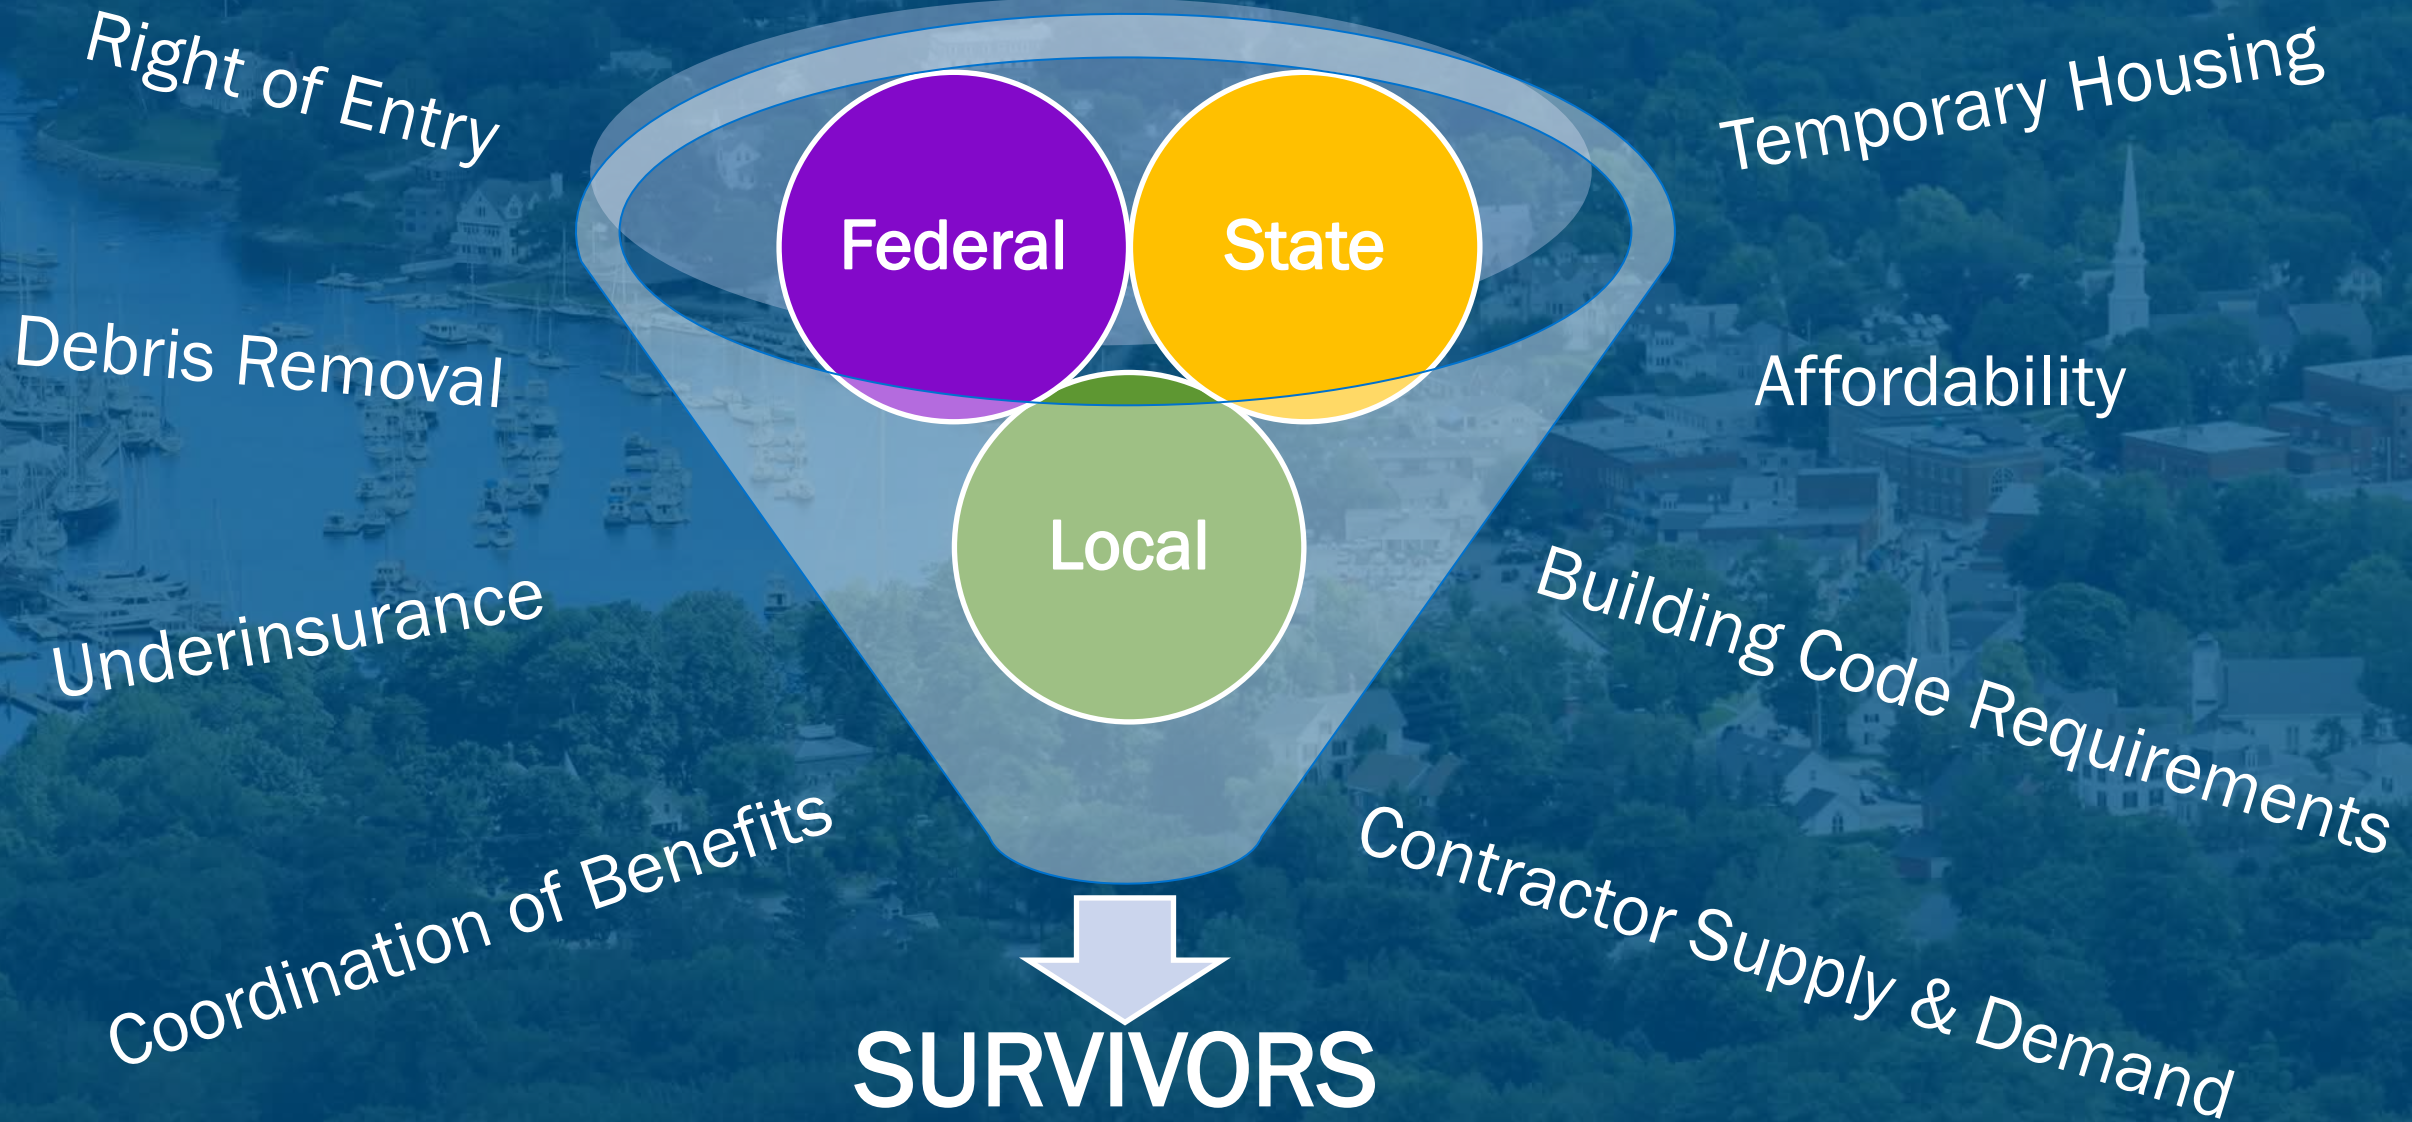 Right of Entry
Temporary Housing
Federal
State
Debris Removal
Affordability
Local
Underinsurance
Building Code Requirements
Coordination of Benefits
Contractor Supply & Demand
SURVIVORS